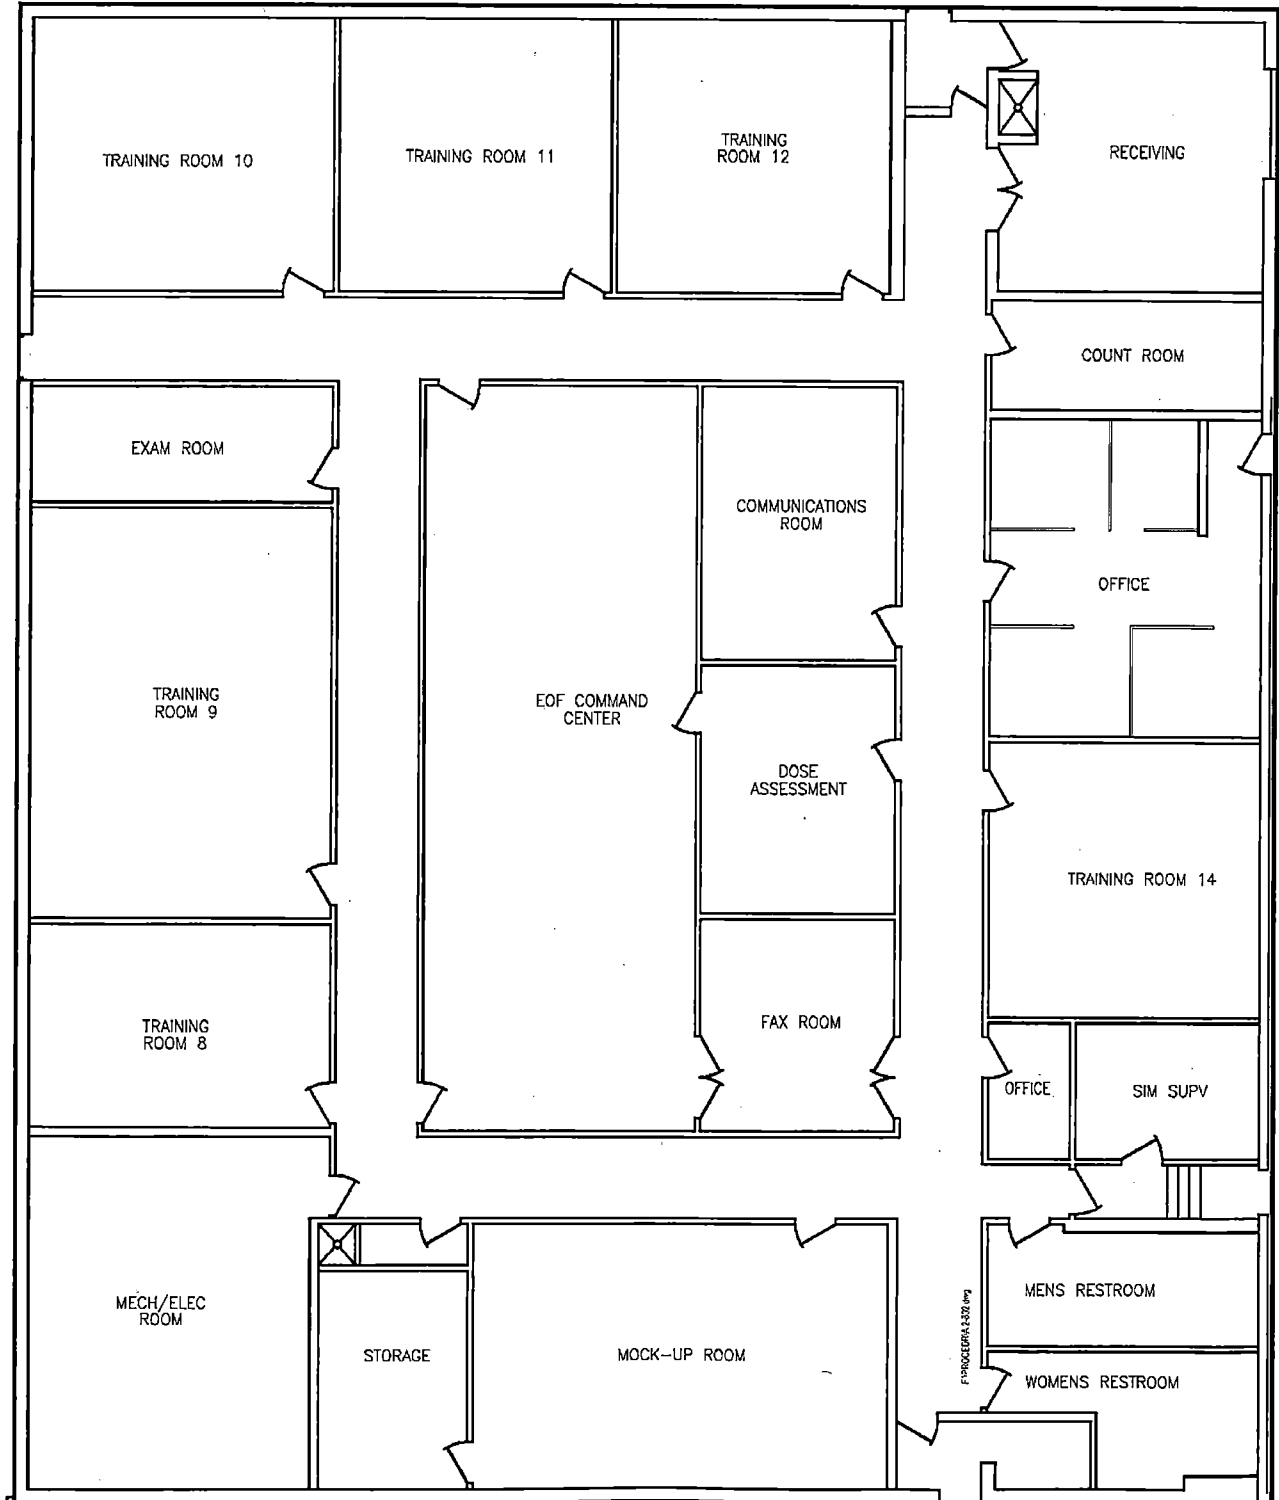 TRAINING ROOM 10
TRAINING ROOM 11
TRAINING
ROOM 12
RECEIVING
COUNT ROOM
EXAM ROOM
COMMUNICATIONS
ROOM
OFFICE
TRAINING
ROOM 9
EOF COMMAND
CENTER
DOSE
ASSESSMENT
TRAINING ROOM 14
TRAINING
ROOM 8
FAX ROOM
OFFICE
SIM SUPV
MECH/ELEC
ROOM
STORAGE
MOCK-UP ROOM
MENS RESTROOM
WOMENS RESTROOM